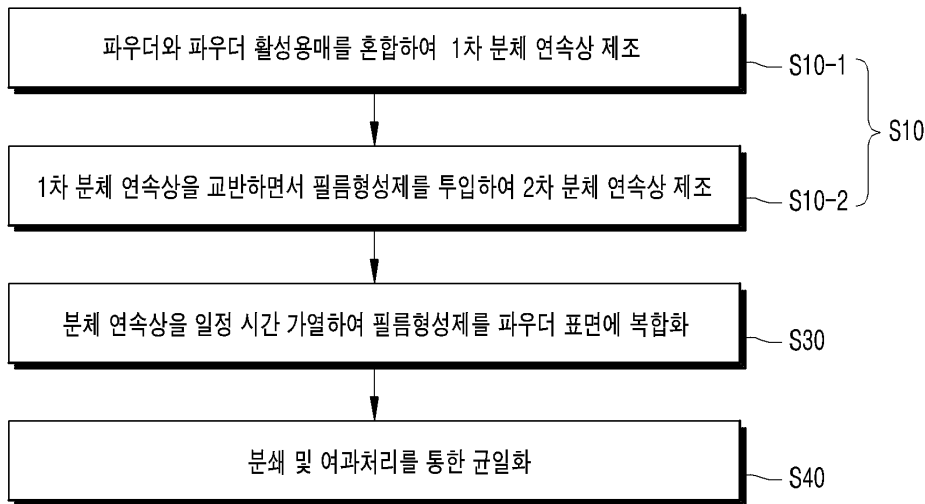 파우더와 파우더 활성용매를 혼합하여 1차 분체 연속상 제조
S10-1
S10
1차 분체 연속상을 교반하면서 필름형성제를 투입하여 2차 분체 연속상 제조
S10-2
분체 연속상을 일정 시간 가열하여 필름형성제를 파우더 표면에 복합화
S30
분쇄 및 여과처리를 통한 균일화
S40